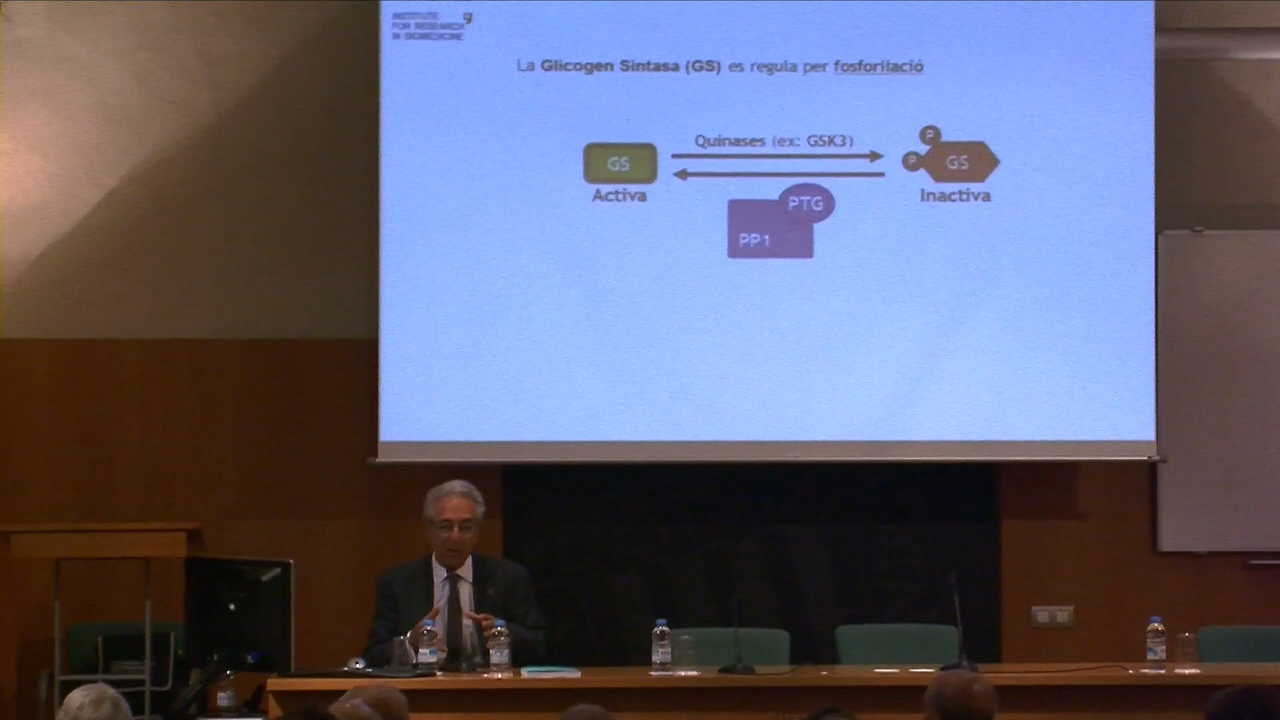 INSTITUTE
FOR RESEARCH
IN BIOMEDICINE
La Glicogen Sintasa (GS) es regula per fosforilació
Quinases (ex: GSK3)
P
P
GS
GS
Activa
Inactiva
PTG
PP1